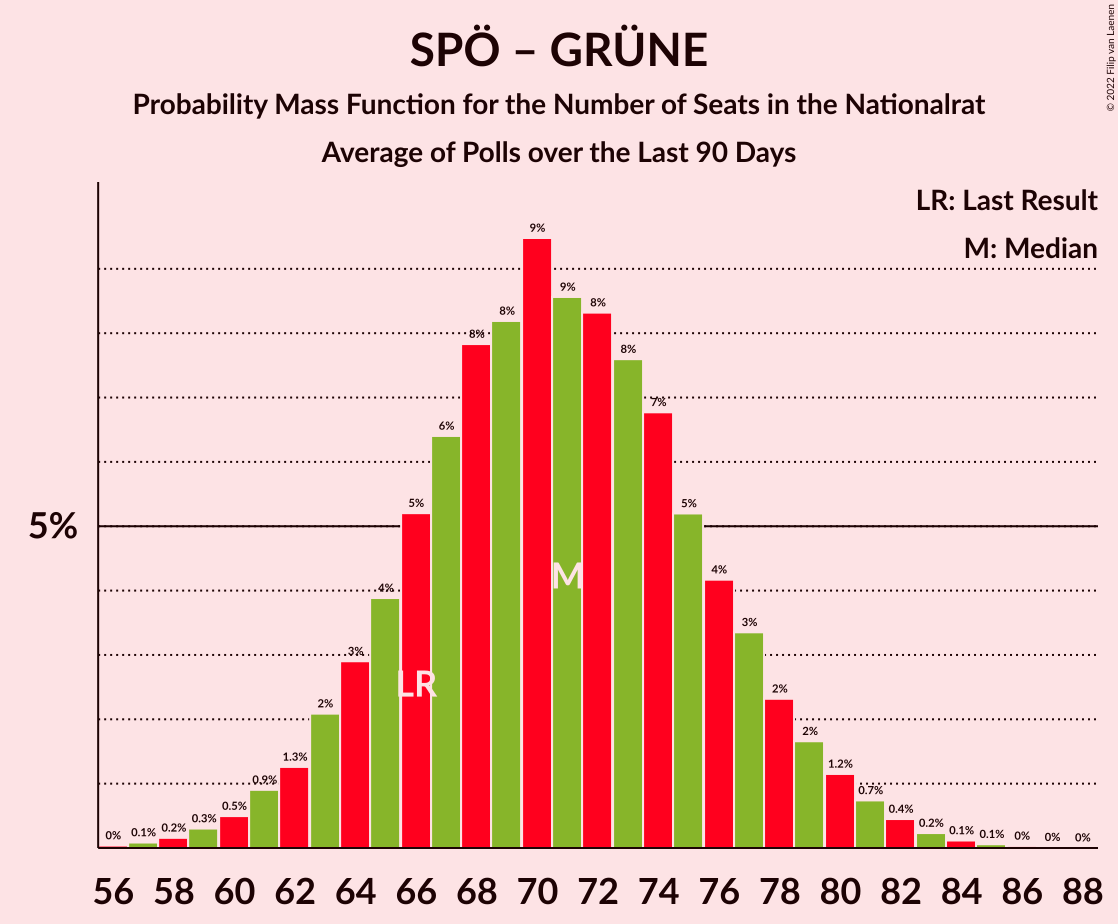 SPÖ – GRÜNE
Probability Mass Function for the Number of Seats in the Nationalrat
Average of Polls over the Last 90 Days
© 2022 Filip van Laenen
LR: Last Result
M: Median
5%
0% 0.1% 0.2% 0.3% 0.5% 0.9% 1.3% 2% 3% 4% 5% 6% 8% 8% 9% 9% 8% 8% 7% 5% 4% 3% 2% 2% 1.2% 0.7% 0.4% 0.2% 0.1% 0.1% 0% 0% 0%
M
LR
56 58 60 62 64 66 68 70 72 74 76 78 80 82 84 86 88